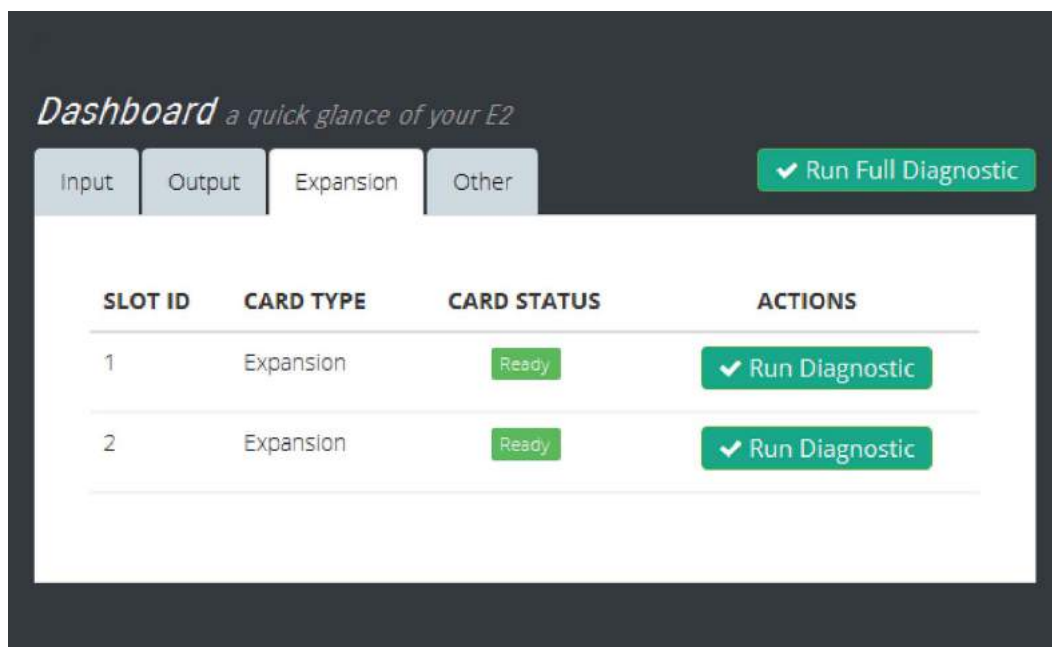 Dashboard a quick glance of your E2
Input Output Expansion Other Run Full Diagnostic
SLOT ID CARD TYPE CARD STATUS ACTIONS
1 Expansion Ready Run Diagnostic
2 Expansion Ready Run Diagnostic